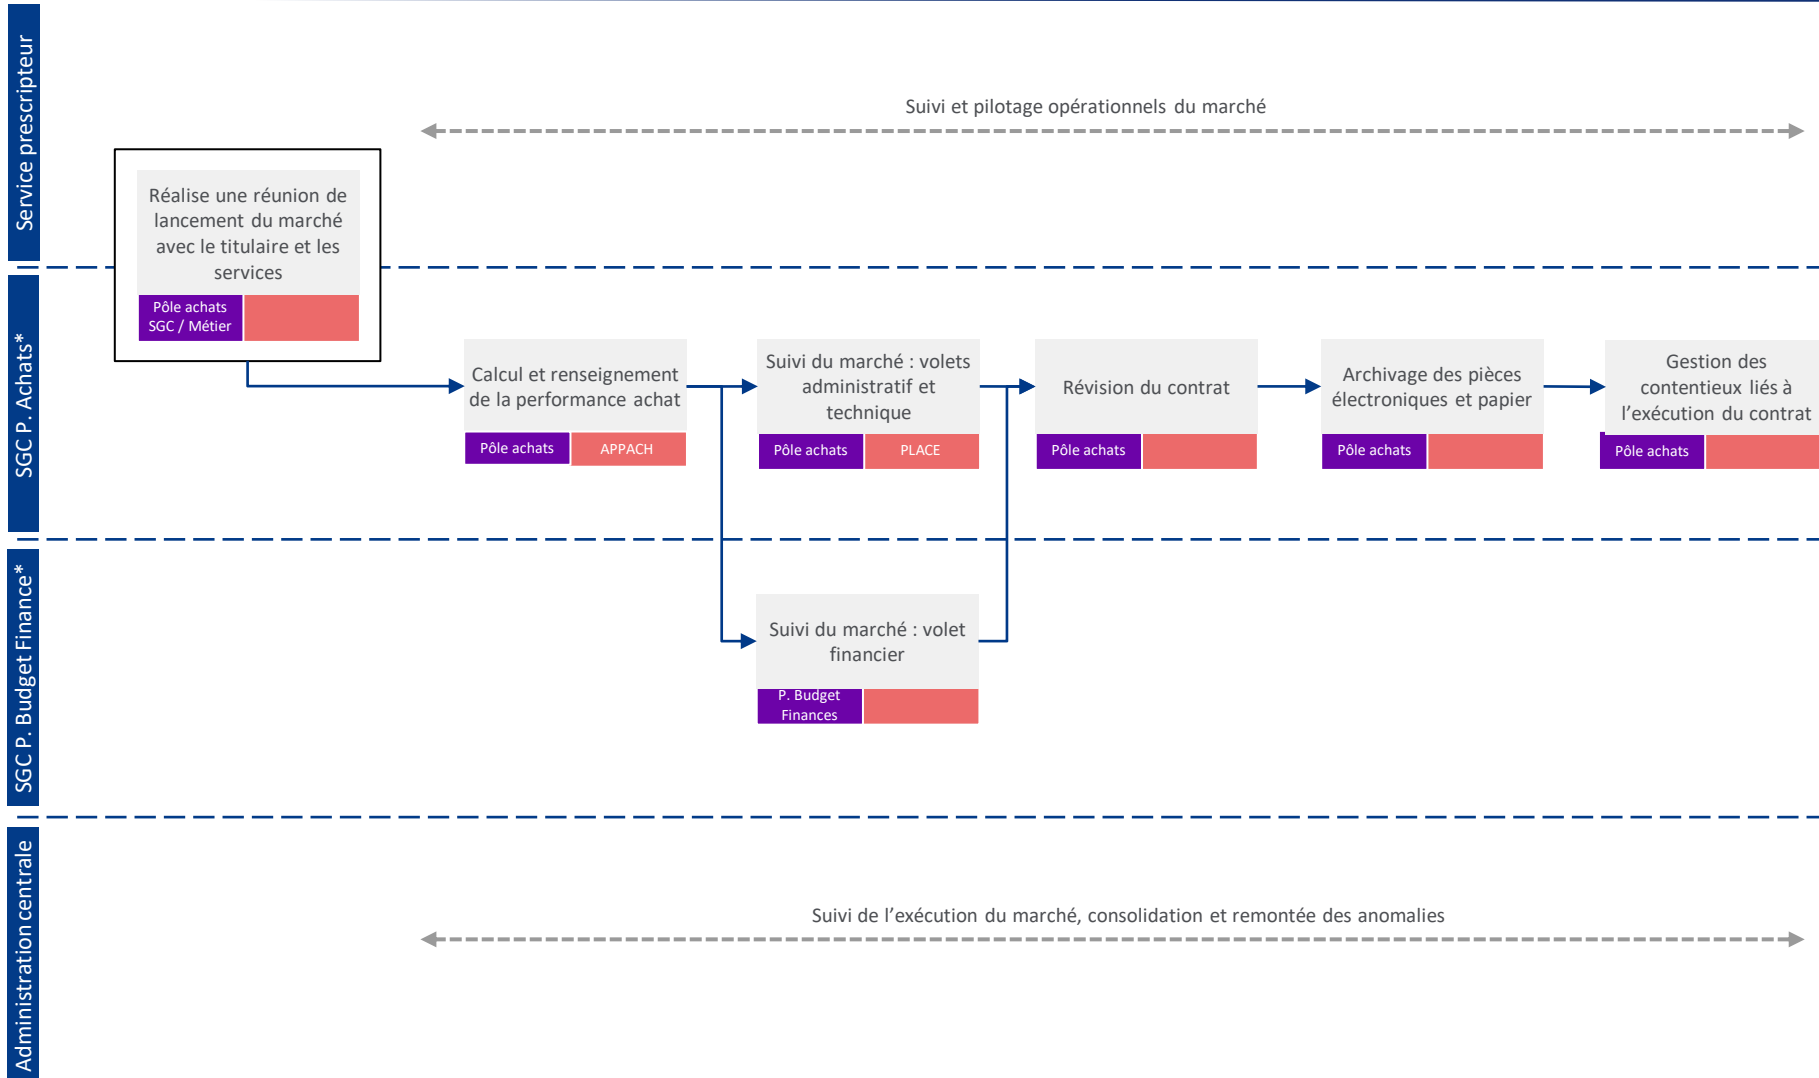 Service prescripteur
Suivi et pilotage opérationnels du marché
Réalise une réunion de
lancement du marché
avec le titulaire et les
services
Pôle achats
SGC / Métier
SGC P. Achats*
Calcul et renseignement
de la performance achat
Pôle achats
APPACH
Suivi du marché : volets
administratif et
technique
Pôle achats
PLACE
Révision du contrat
Pôle achats
Archivage des pièces
électroniques et papier
Pôle achats
Gestion des
contentieux liés à
l’exécution du contrat
Pôle achats
SGC P. Budget Finance*
Suivi du marché : volet
financier
P. Budget
Finances
Administration centrale
Suivi de l’exécution du marché, consolidation et remontée des anomalies